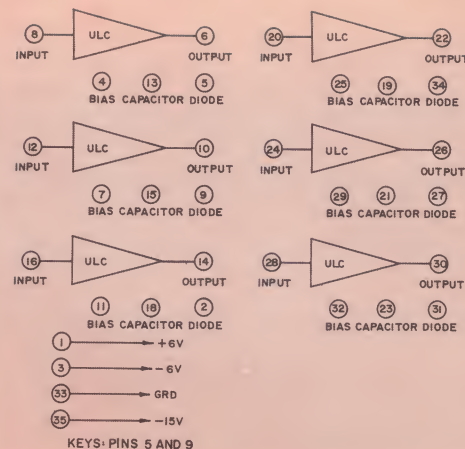 8 ULC 6
INPUT OUTPUT
4 13 5
BIAS CAPACITOR DIODE
12 ULC 10
INPUT OUTPUT
7 15 9
BIAS CAPACITOR DIODE
16 ULC 14
INPUT OUTPUT
11 18 2
BIAS CAPACITOR DIODE
1 +6V
3 -6V
33 GRD
35 -15V
KEYS: PINS 5 AND 9
20 ULC 22
INPUT OUTPUT
25 19 34
BIAS CAPACITOR DIODE
24 ULC 26
INPUT OUTPUT
29 21 27
BIAS CAPACITOR DIODE
28 ULC 30
INPUT OUTPUT
32 23 31
BIAS CAPACITOR DIODE